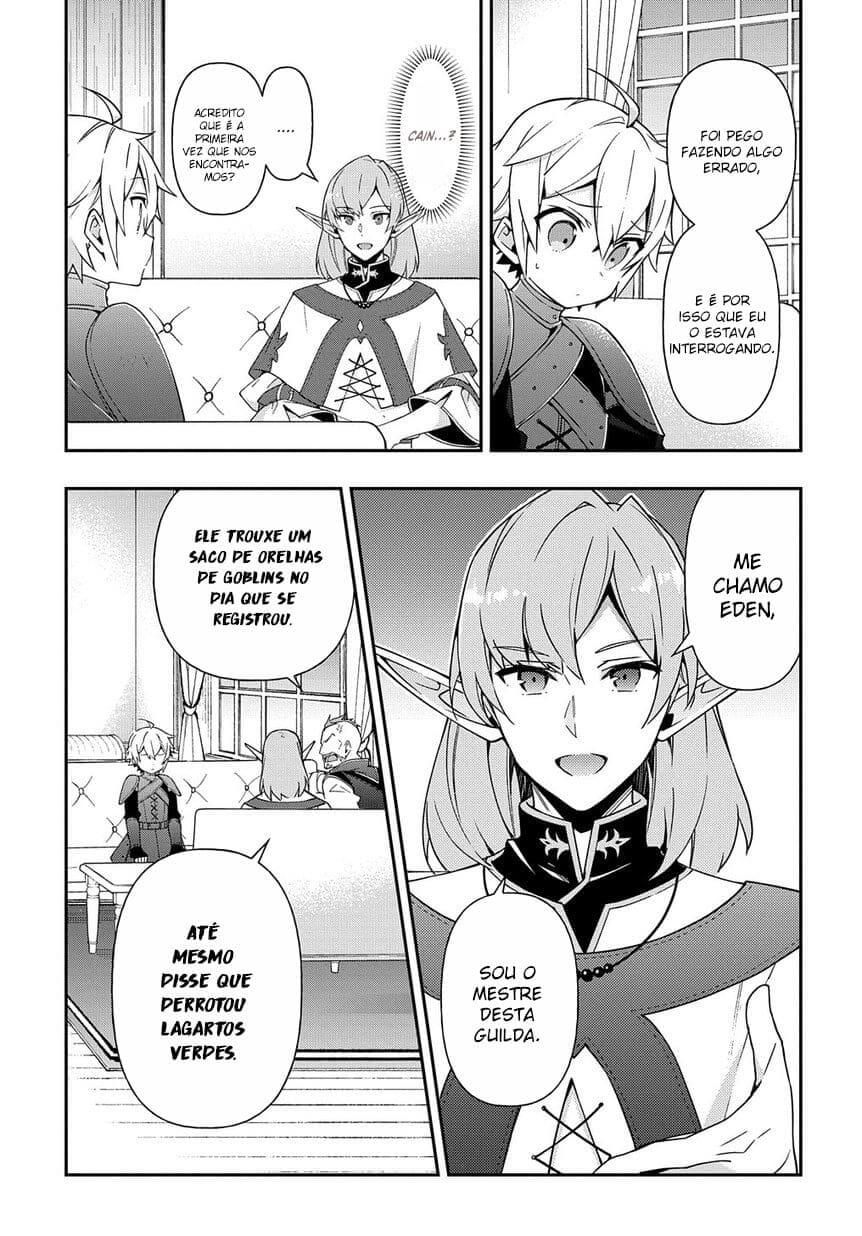 FOI PEGO
FAZENDO ALGO
ERRADO,
E É POR
ISSO QUE EU
O ESTAVA
INTERROGANDO.
CAIN...?
....
ACREDITO
QUE É A
PRIMEIRA
VEZ QUE NOS
ENCONTRA-
MOS?
ME
CHAMO
EDEN,
SOU O
MESTRE
DESTA
GUILDA.
ELE TROUXE UM
SACO DE ORELHAS
DE GOBLINS NO
DIA QUE SE
REGISTROU.
ATÉ
MESMO
DISSE QUE
DERROTOU
LAGARTOS
VERDES.